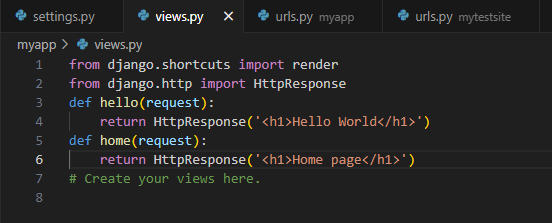 settings.py views.py × urls.py myapp urls.py mytestsite
myapp > views.py
1 from django.shortcuts import render
2 from django.http import HttpResponse
3 def hello(request):
4     return HttpResponse('<h1>Hello World</h1>')
5 def home(request):
6     return HttpResponse('<h1>Home page</h1>')
7 # Create your views here.
8